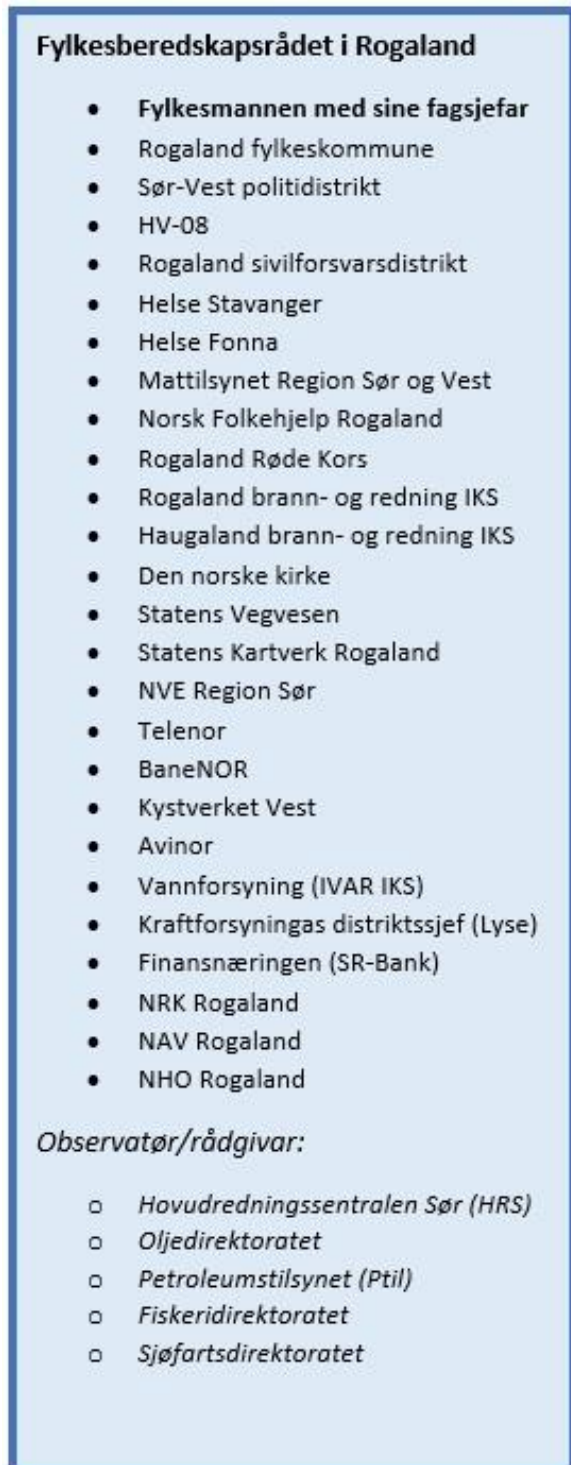 Fylkesberedskapsrådet i Rogaland
• Fylkesmannen med sine fagsjefar
• Rogaland fylkeskommune
• Sør-Vest politidistrikt
• HV-08
• Rogaland sivilforsvarsdistrikt
• Helse Stavanger
• Helse Fonna
• Mattilsynet Region Sør og Vest
• Norsk Folkehjelp Rogaland
• Rogaland Røde Kors
• Rogaland brann- og redning IKS
• Haugaland brann- og redning IKS
• Den norske kirke
• Statens Vegvesen
• Statens Kartverk Rogaland
• NVE Region Sør
• Telenor
• BaneNOR
• Kystverket Vest
• Avinor
• Vannforsyning (IVAR IKS)
• Kraftforsyningas distriktssjef (Lyse)
• Finansnæringen (SR-Bank)
• NRK Rogaland
• NAV Rogaland
• NHO Rogaland
Observatør/rådgivar:
o Hovudredningssentralen Sør (HRS)
o Oljedirektoratet
o Petroleumstilsynet (Ptil)
o Fiskeridirektoratet
o Sjøfartsdirektoratet